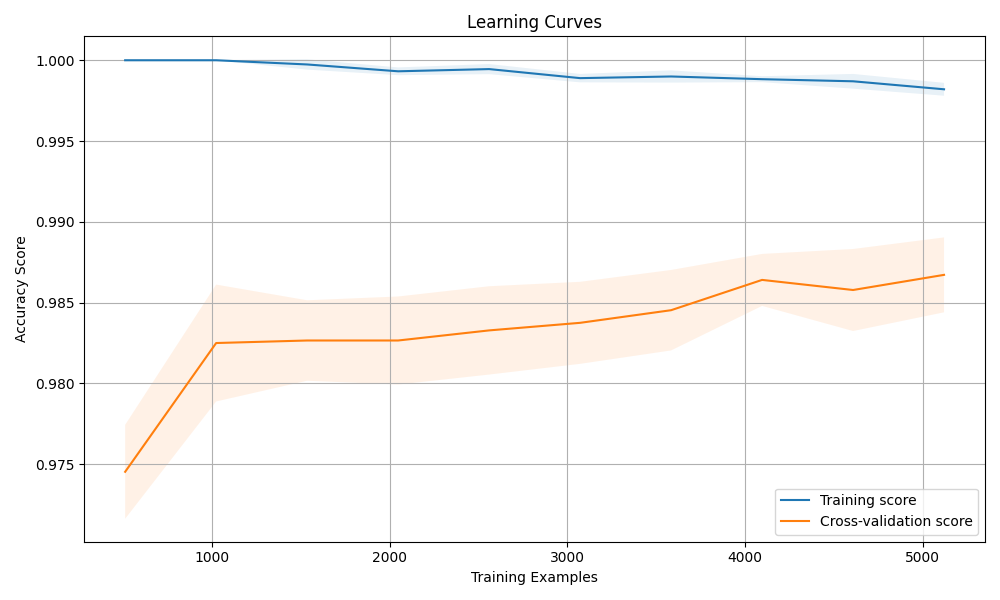 Learning Curves
1.000
0.995
0.990
0.985
0.980
0.975
Accuracy Score
Training score
Cross-validation score
1000 2000 3000 4000 5000
Training Examples